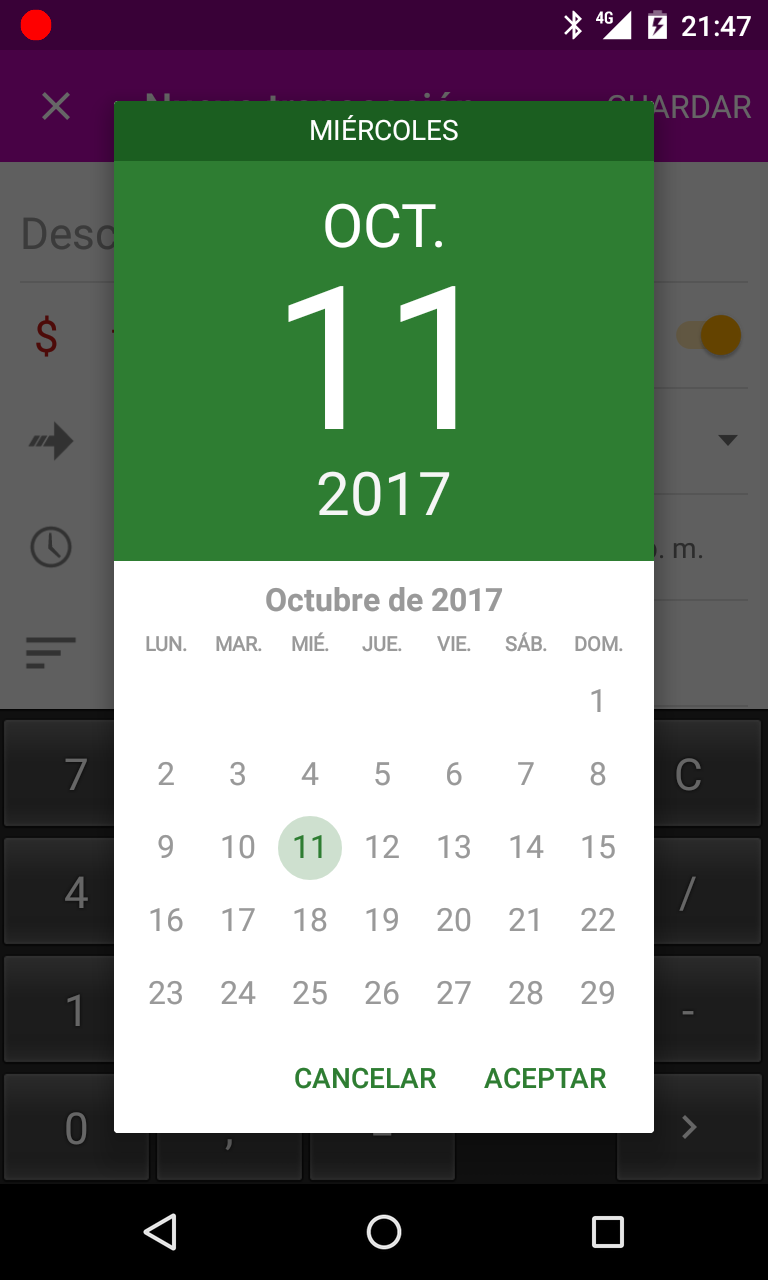 4G 21:47
GUARDAR
MIÉRCOLES
Desc
OCT.
11
2017
$
p. m.
Octubre de 2017
LUN. MAR. MIÉ. JUE. VIE. SÁB. DOM.
1
2 3 4 5 6 7 8
9 10 11 12 13 14 15
16 17 18 19 20 21 22
23 24 25 26 27 28 29
CANCELAR ACEPTAR
7 C
4 /
1 -
0 , =